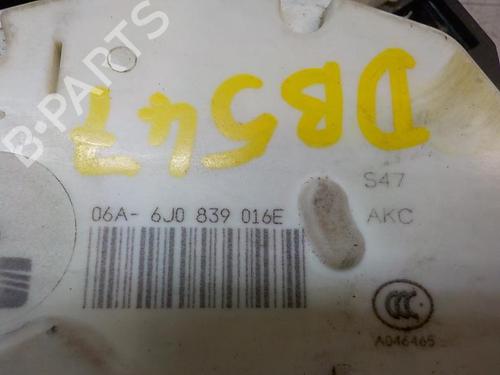 B-PARTS
DB547
S47
06A- 6J0 839 016E
AKC
CCC
A046465